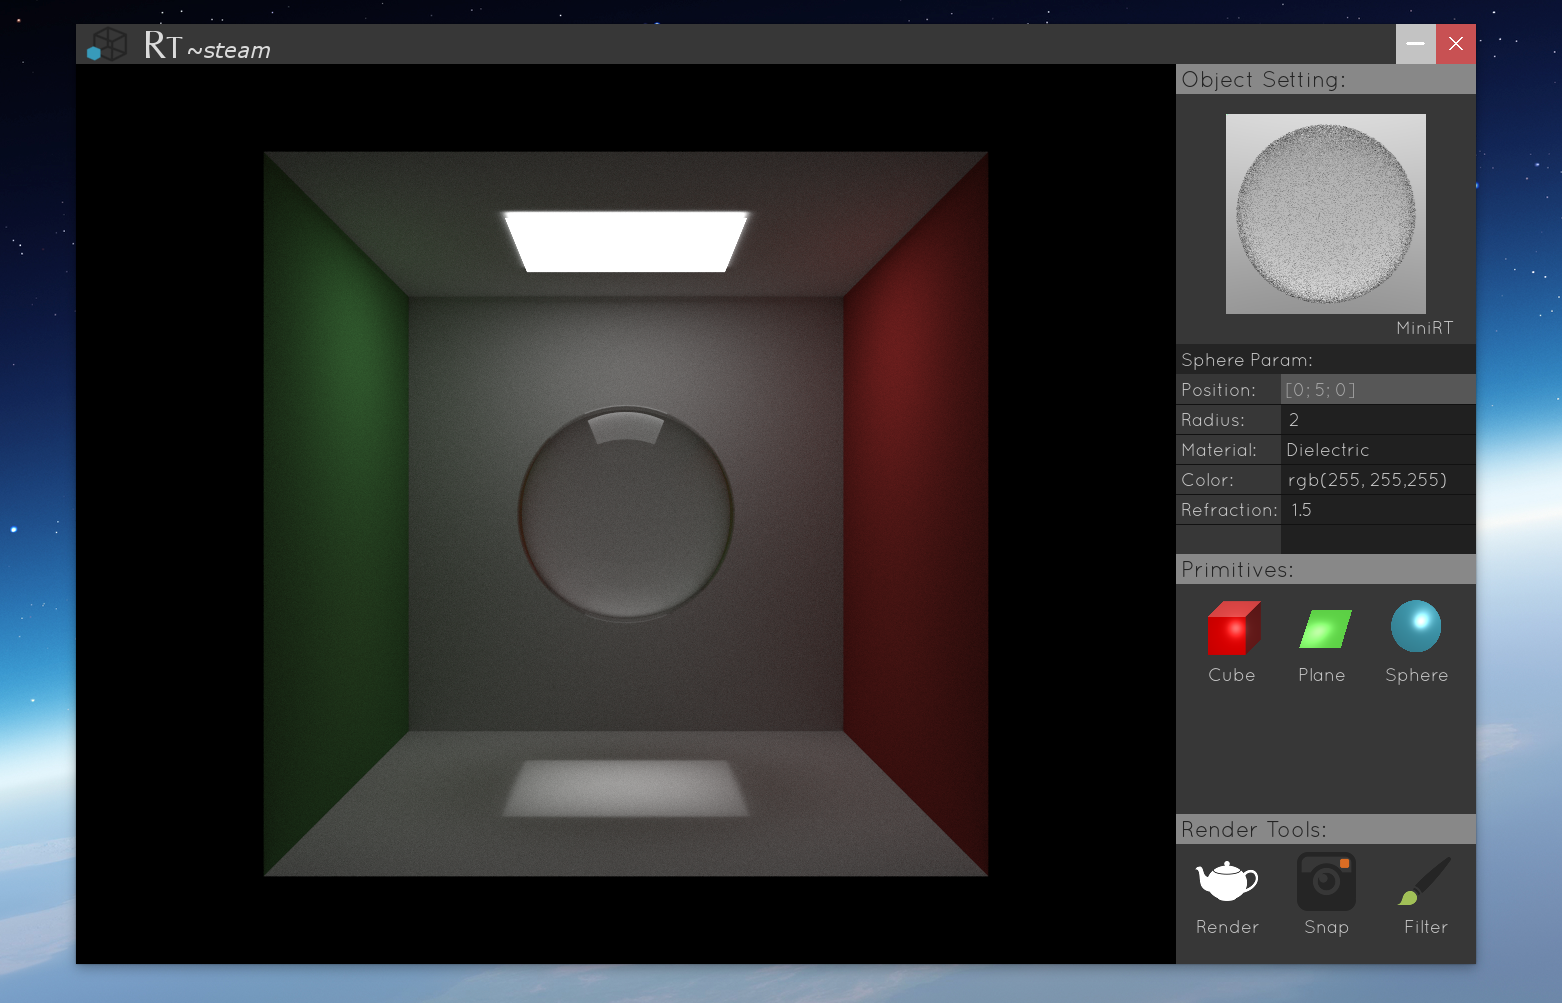 RT ~steam
Object Setting:
MiniRT
Sphere Param:
Position: [0; 5; 0]
Radius: 2
Material: Dielectric
Color: rgb(255, 255,255)
Refraction: 1.5
Primitives:
Cube Plane Sphere
Render Tools:
Render Snap Filter